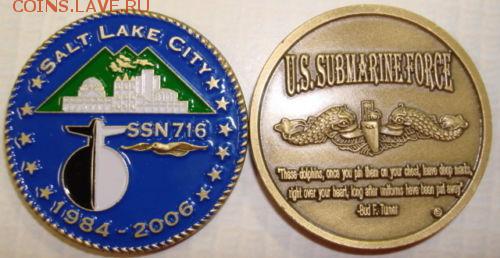 COINS.LAVE.RU
SALT LAKE CITY
SSN 716
1984 - 2006
U.S. SUBMARINE FORCE
"These dolphins, once you pin them on your chest, leave deep marks,
right over your heart, long after uniforms have been put away".
-Bud F. Turner